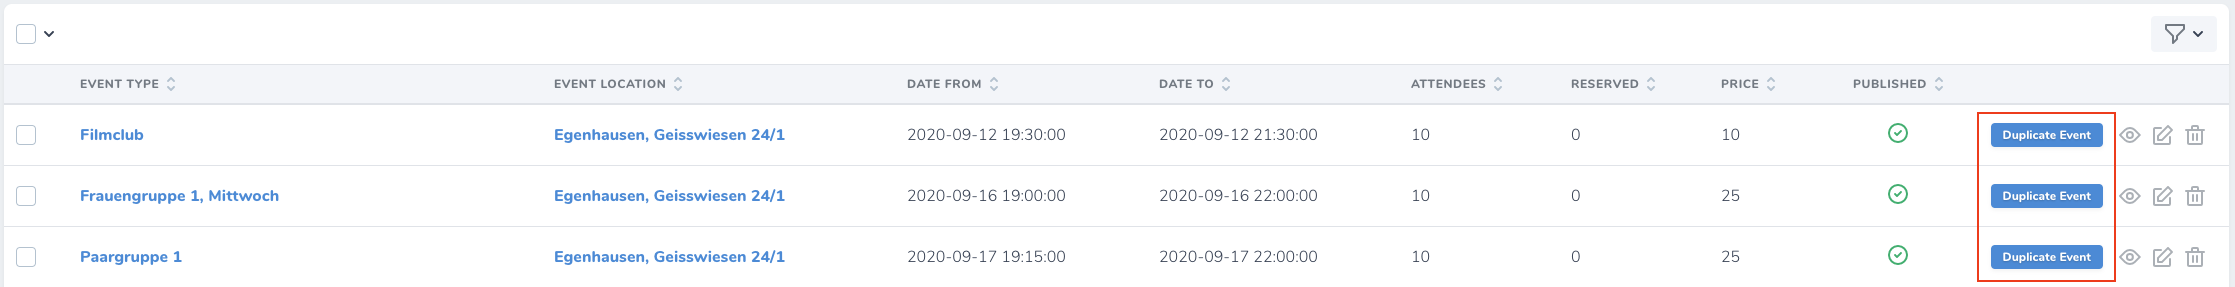 EVENT TYPE EVENT LOCATION DATE FROM DATE TO ATTENDEES RESERVED PRICE PUBLISHED
Filmclub Egenhausen, Geisswiesen 24/1 2020-09-12 19:30:00 2020-09-12 21:30:00 10 0 10 Duplicate Event
Frauengruppe 1, Mittwoch Egenhausen, Geisswiesen 24/1 2020-09-16 19:00:00 2020-09-16 22:00:00 10 0 25 Duplicate Event
Paargruppe 1 Egenhausen, Geisswiesen 24/1 2020-09-17 19:15:00 2020-09-17 22:00:00 10 0 25 Duplicate Event